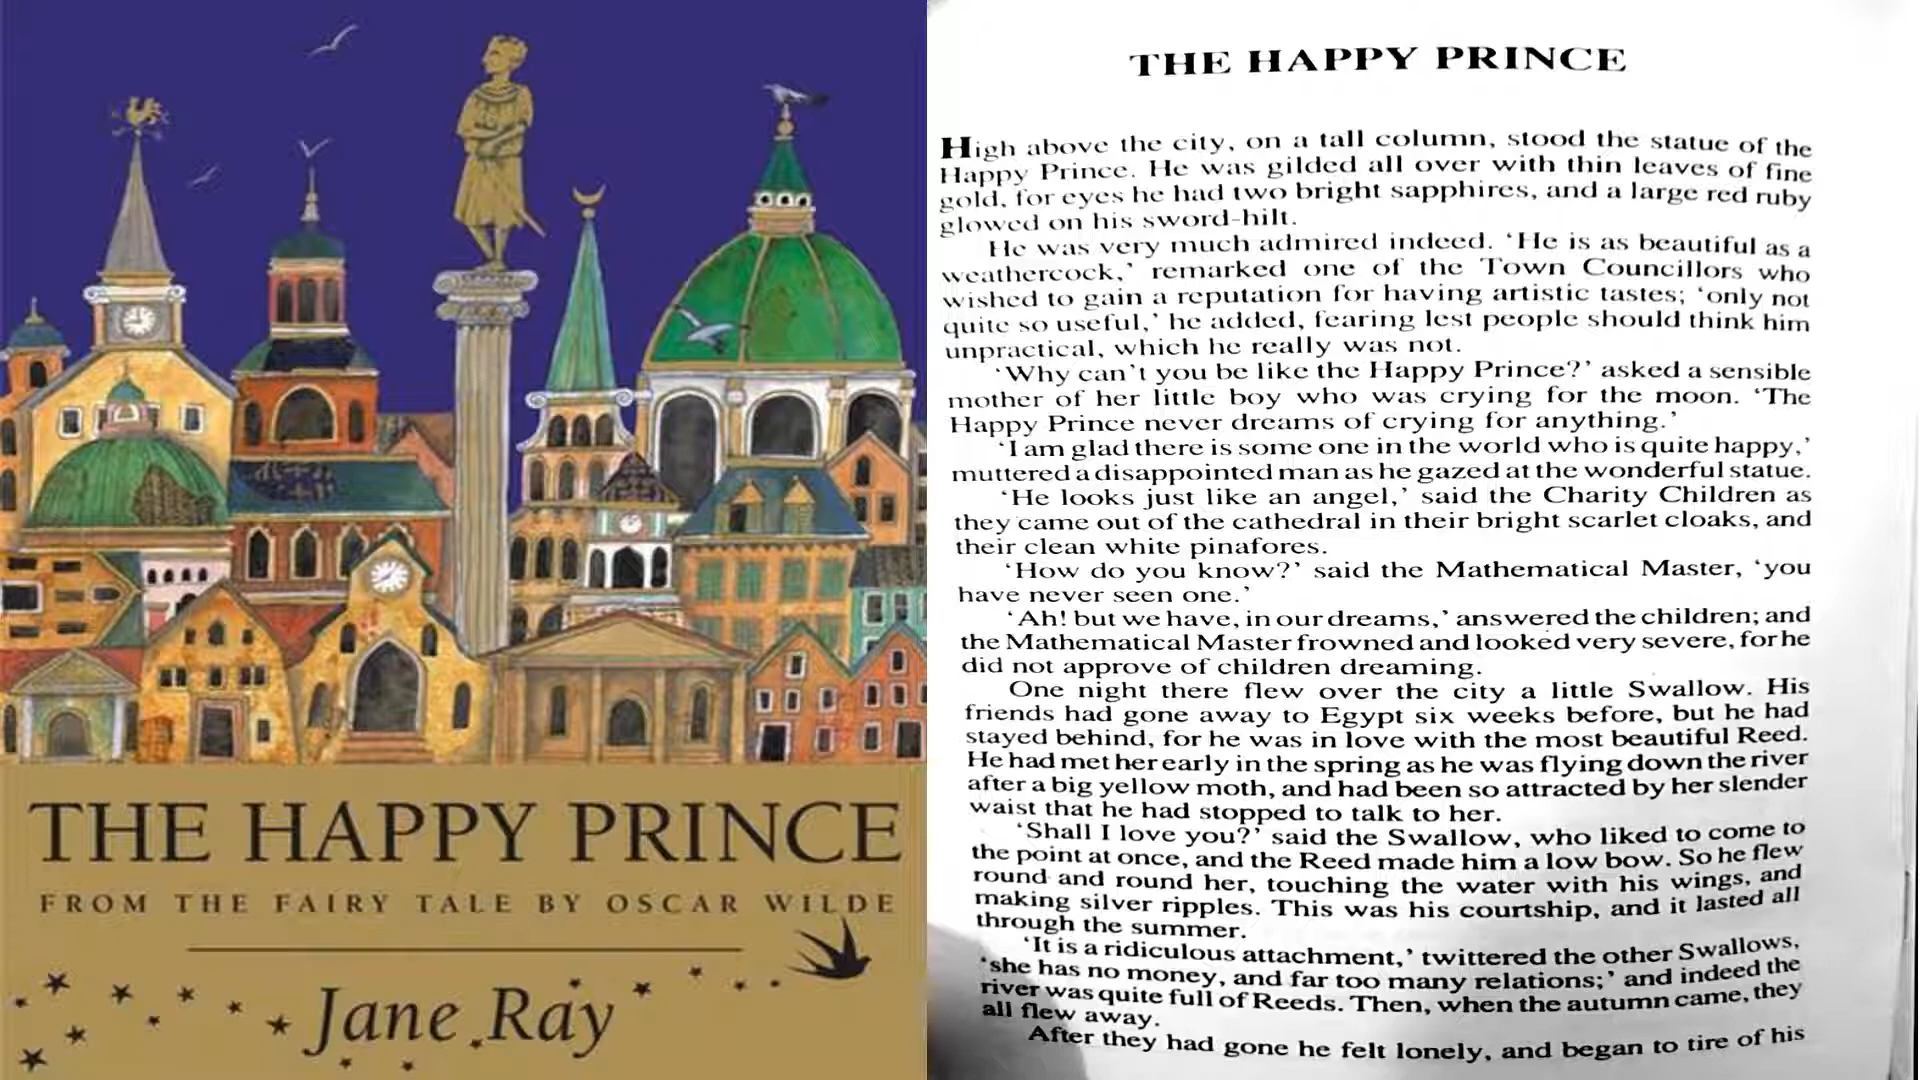 THE HAPPY PRINCE
FROM THE FAIRY TALE BY OSCAR WILDE
Jane Ray
THE HAPPY PRINCE
High above the city, on a tall column, stood the statue of the
Happy Prince. He was gilded all over with thin leaves of fine
gold, for eyes he had two bright sapphires, and a large red ruby
glowed on his sword-hilt.
He was very much admired indeed. ‘He is as beautiful as a
weathercock,’ remarked one of the Town Councillors who
wished to gain a reputation for having artistic tastes; ‘only not
quite so useful,’ he added, fearing lest people should think him
unpractical, which he really was not.
‘Why can’t you be like the Happy Prince?’ asked a sensible
mother of her little boy who was crying for the moon. ‘The
Happy Prince never dreams of crying for anything.’
‘I am glad there is some one in the world who is quite happy,’
muttered a disappointed man as he gazed at the wonderful statue.
‘He looks just like an angel,’ said the Charity Children as
they came out of the cathedral in their bright scarlet cloaks, and
their clean white pinafores.
‘How do you know?’ said the Mathematical Master, ‘you
have never seen one.’
‘Ah! but we have, in our dreams,’ answered the children; and
the Mathematical Master frowned and looked very severe, for he
did not approve of children dreaming.
One night there flew over the city a little Swallow. His
friends had gone away to Egypt six weeks before, but he had
stayed behind, for he was in love with the most beautiful Reed.
He had met her early in the spring as he was flying down the river
after a big yellow moth, and had been so attracted by her slender
waist that he had stopped to talk to her.
‘Shall I love you?’ said the Swallow, who liked to come to
the point at once, and the Reed made him a low bow. So he flew
round and round her, touching the water with his wings, and
making silver ripples. This was his courtship, and it lasted all
through the summer.
‘It is a ridiculous attachment,’ twittered the other Swallows,
‘she has no money, and far too many relations;’ and indeed the
river was quite full of Reeds. Then, when the autumn came, they
all flew away.
After they had gone he felt lonely, and began to tire of his